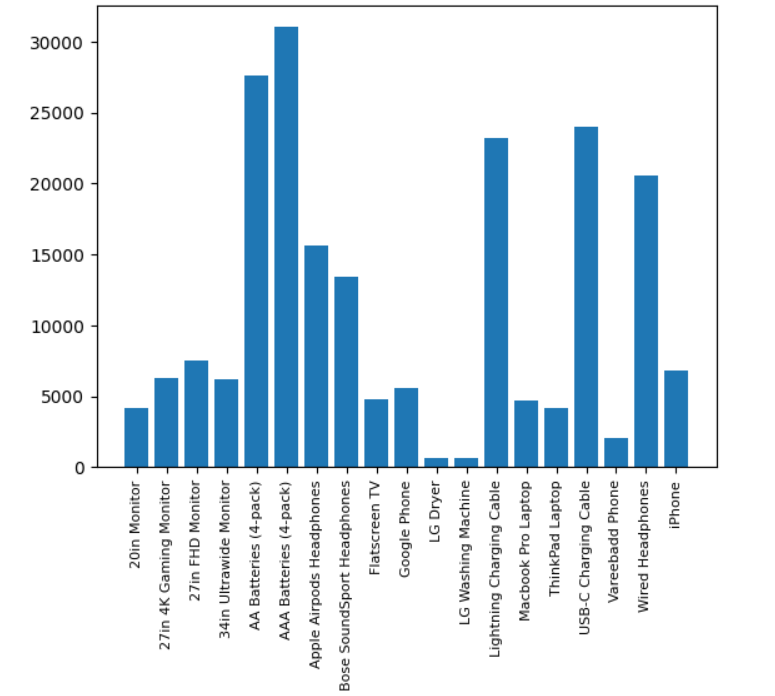 30000
25000
20000
15000
10000
5000
0
20in Monitor
27in 4K Gaming Monitor
27in FHD Monitor
34in Ultrawide Monitor
AA Batteries (4-pack)
AAA Batteries (4-pack)
Apple Airpods Headphones
Bose SoundSport Headphones
Flatscreen TV
Google Phone
LG Dryer
LG Washing Machine
Lightning Charging Cable
Macbook Pro Laptop
ThinkPad Laptop
USB-C Charging Cable
Vareebadd Phone
Wired Headphones
iPhone